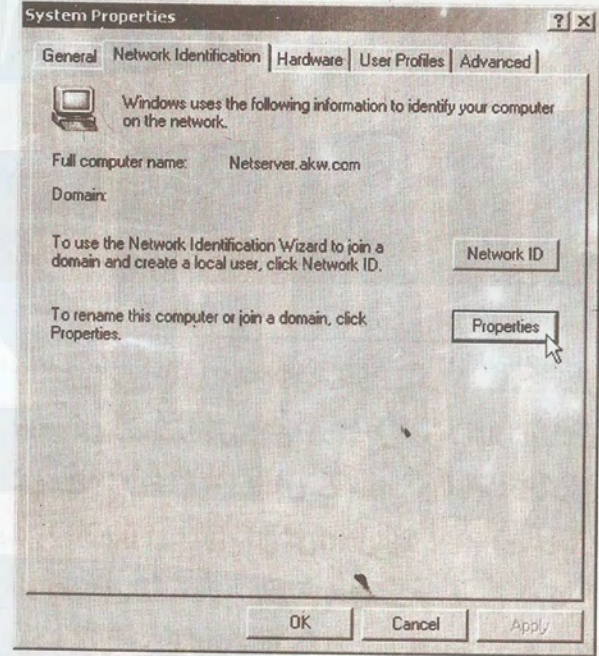 System Properties
? X
General Network Identification Hardware User Profiles Advanced
Windows uses the following information to identify your computer
on the network.
Full computer name: Netserver.akw.com
Domain:
To use the Network Identification Wizard to join a
domain and create a local user, click Network ID.
Network ID
To rename this computer or join a domain, click
Properties.
Properties
OK Cancel Apply